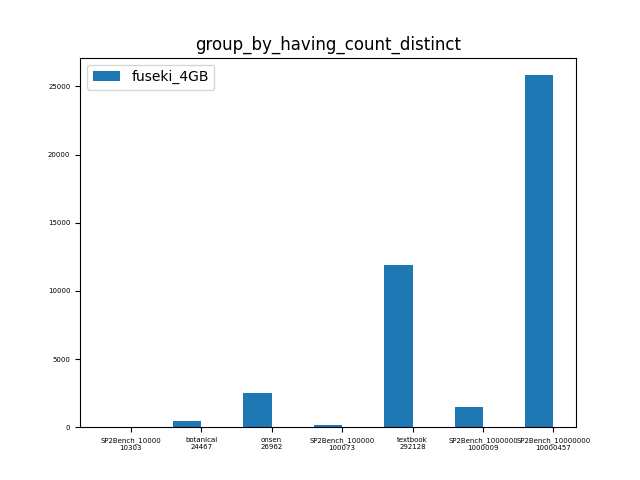 group_by_having_count_distinct
fuseki_4GB
25000
20000
15000
10000
5000
0
SP2Bench_10000
10303
botanical
24467
onsen
26962
SP2Bench_100000
100073
textbook
292128
SP2Bench_1000000
1000009
SP2Bench_10000000
10000457